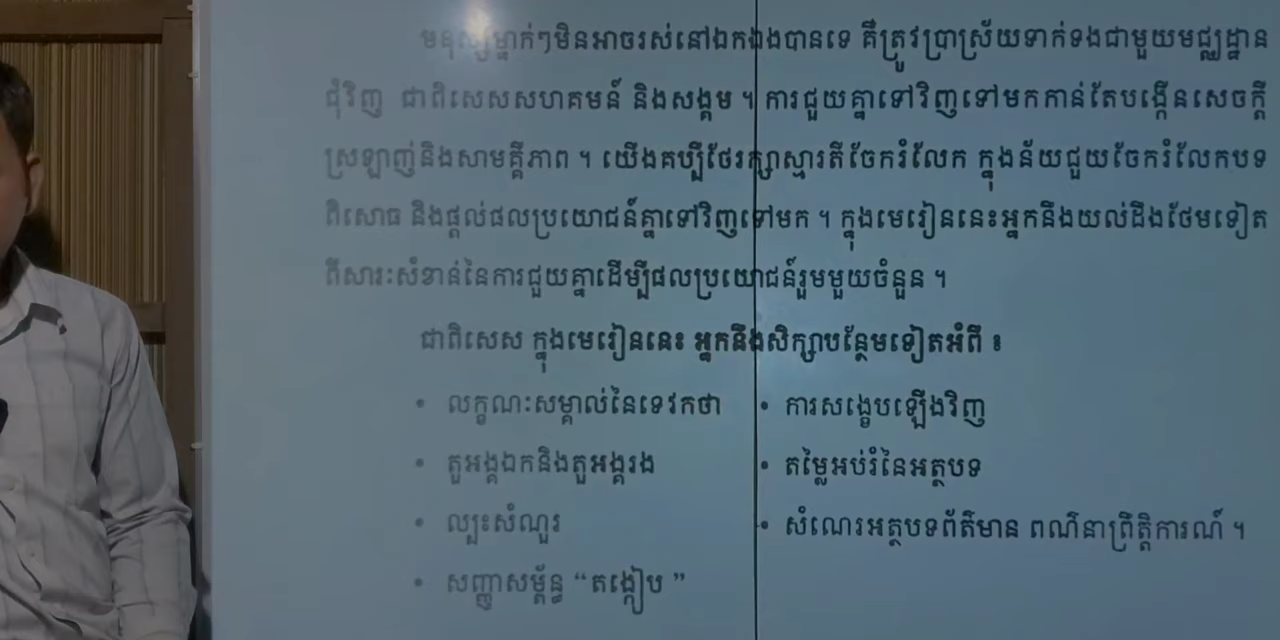 មនុស្សម្នាក់ៗមិនអាចរស់នៅឯកឯងបានទេ គឺត្រូវប្រាស្រ័យទាក់ទងជាមួយមជ្ឈដ្ឋាន
ជុំវិញ ជាពិសេសសហគមន៍ និងសង្គម ។ ការជួយគ្នាទៅវិញទៅមកកាន់តែបង្កើនសេចក្ដី
ស្រឡាញ់និងសាមគ្គីភាព ។ យើងគប្បីថែរក្សាស្មារតីចែករំលែក ក្នុងន័យជួយចែករំលែកបទ
ពិសោធ និងផ្ដល់ផលប្រយោជន៍គ្នាទៅវិញទៅមក ។ ក្នុងមេរៀននេះអ្នកនឹងយល់ដឹងថែមទៀត
ពីសារៈសំខាន់នៃការជួយគ្នាដើម្បីផលប្រយោជន៍រួមមួយចំនួន ។
ជាពិសេស ក្នុងមេរៀននេះ អ្នកនឹងសិក្សាបន្ថែមទៀតអំពី ៖
• លក្ខណៈសម្គាល់នៃទេវកថា
• តួអង្គឯកនិងតួអង្គរង
• ល្បះសំណួរ
• សញ្ញាសម្ព័ន្ធ “តង្កៀប ”
• ការសង្ខេបឡើងវិញ
• តម្លៃអប់រំនៃអត្ថបទ
• សំណេរអត្ថបទព័ត៌មាន ពណ៌នាព្រឹត្តិការណ៍ ។